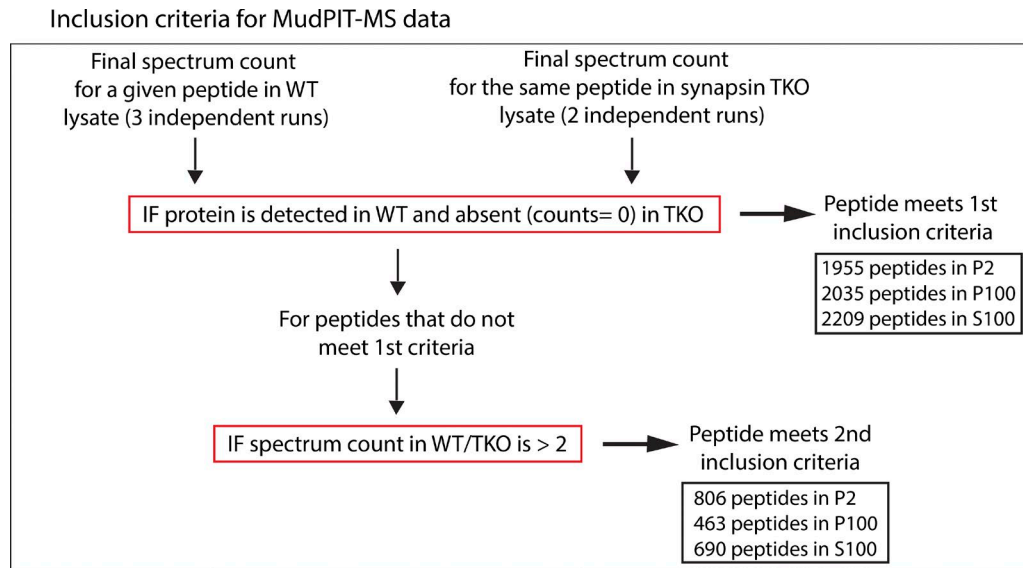 Inclusion criteria for MudPIT-MS data
Final spectrum count
for a given peptide in WT
lysate (3 independent runs)
Final spectrum count
for the same peptide in synapsin TKO
lysate (2 independent runs)
IF protein is detected in WT and absent (counts= 0) in TKO
Peptide meets 1st
inclusion criteria
1955 peptides in P2
2035 peptides in P100
2209 peptides in S100
For peptides that do not
meet 1st criteria
IF spectrum count in WT/TKO is > 2
Peptide meets 2nd
inclusion criteria
806 peptides in P2
463 peptides in P100
690 peptides in S100